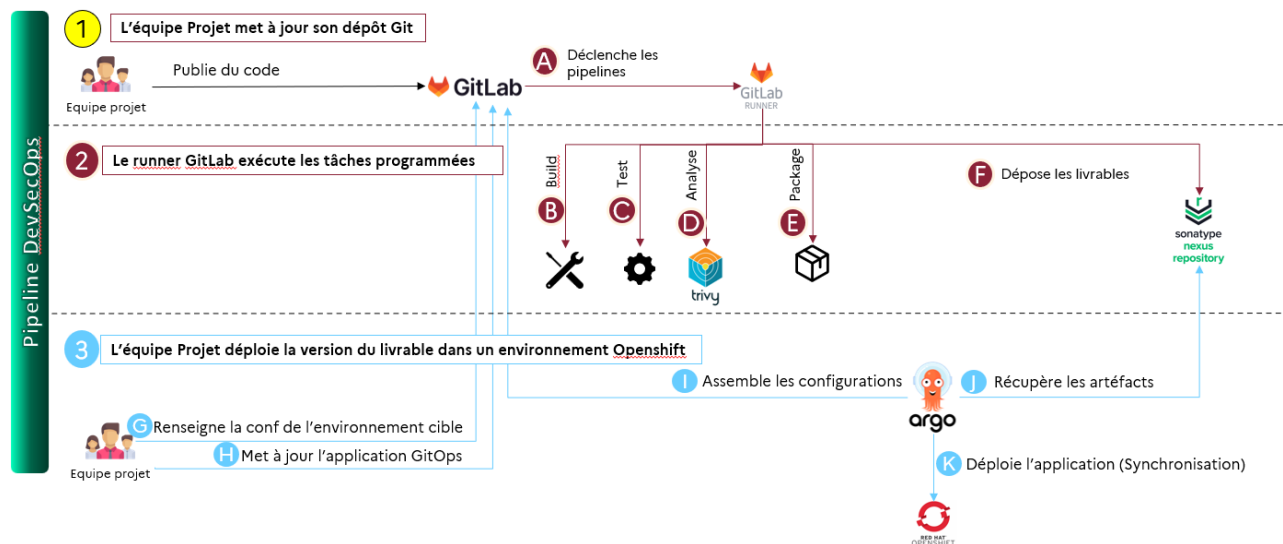 Pipeline DevSecOps
1
L'équipe Projet met à jour son dépôt Git
Equipe projet
Publie du code
GitLab
A
Déclenche les
pipelines
GitLab
RUNNER
2
Le runner GitLab exécute les tâches programmées
Build
B
Test
C
Analyse
D
trivy
Package
E
F
Dépose les livrables
r
sonatype
nexus
repository
3
L'équipe Projet déploie la version du livrable dans un environnement Openshift
I
Assemble les configurations
argo
J
Récupère les artéfacts
G
Renseigne la conf de l'environnement cible
H
Met à jour l'application GitOps
Equipe projet
K
Déploie l'application (Synchronisation)
RED HAT
OPENSHIFT